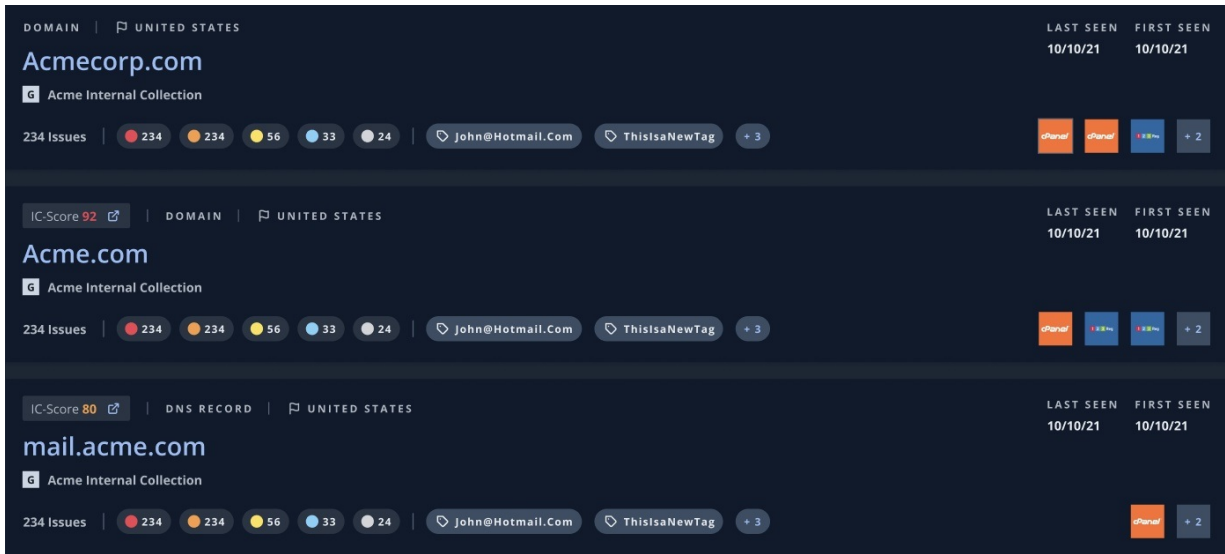 DOMAIN | UNITED STATES
LAST SEEN FIRST SEEN
Acmecorp.com
10/10/21 10/10/21
G Acme Internal Collection
234 Issues | 234 234 56 33 24 | John@Hotmail.Com ThisIsaNewTag + 3
cPanel cPanel + 2
IC-Score 92 | DOMAIN | UNITED STATES
LAST SEEN FIRST SEEN
Acme.com
10/10/21 10/10/21
G Acme Internal Collection
234 Issues | 234 234 56 33 24 | John@Hotmail.Com ThisIsaNewTag + 3
cPanel + 2
IC-Score 80 | DNS RECORD | UNITED STATES
LAST SEEN FIRST SEEN
mail.acme.com
10/10/21 10/10/21
G Acme Internal Collection
234 Issues | 234 234 56 33 24 | John@Hotmail.Com ThisIsaNewTag + 3
cPanel + 2